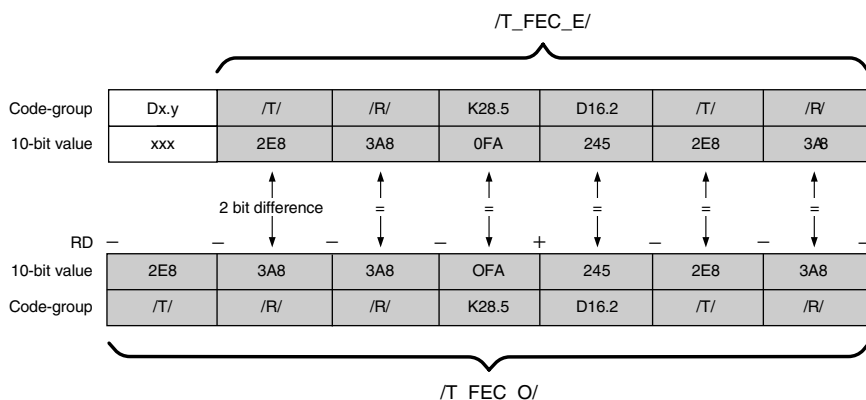 /T_FEC_E/
Code-group Dx.y /T/ /R/ K28.5 D16.2 /T/ /R/
10-bit value xxx 2E8 3A8 0FA 245 2E8 3A8
2 bit difference = = = = =
RD – – – – + – – –
10-bit value 2E8 3A8 3A8 OFA 245 2E8 3A8
Code-group /T/ /R/ /R/ K28.5 D16.2 /T/ /R/
/T_FEC_O/